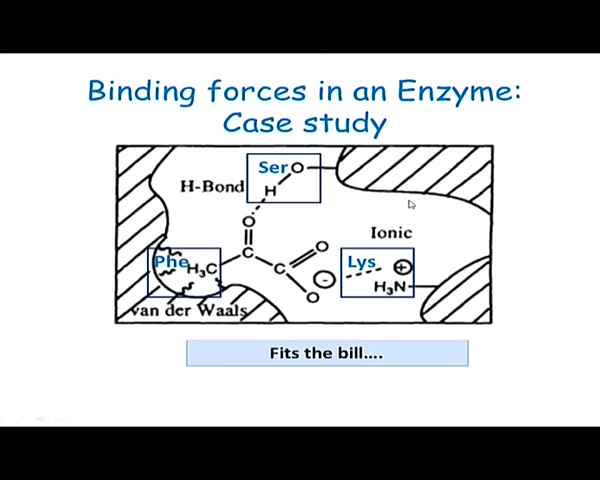 Binding forces in an Enzyme:
Case study
Ser O
H-Bond H
O
Ionic
C
Phe H₃C C O Lys +
- H₃N
O
van der Waals
Fits the bill....